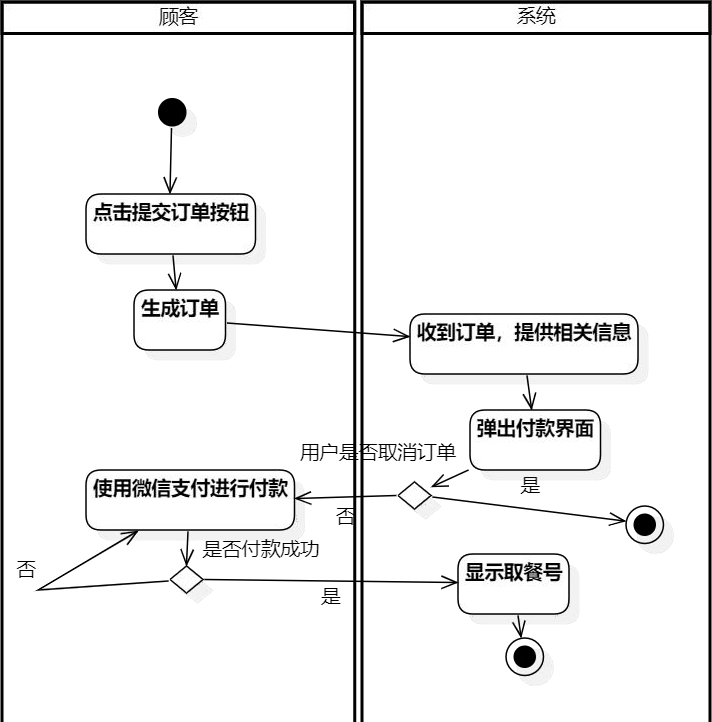 顾客
系统
点击提交订单按钮
生成订单
收到订单，提供相关信息
弹出付款界面
用户是否取消订单
使用微信支付进行付款
是
否
是否付款成功
否
显示取餐号
是